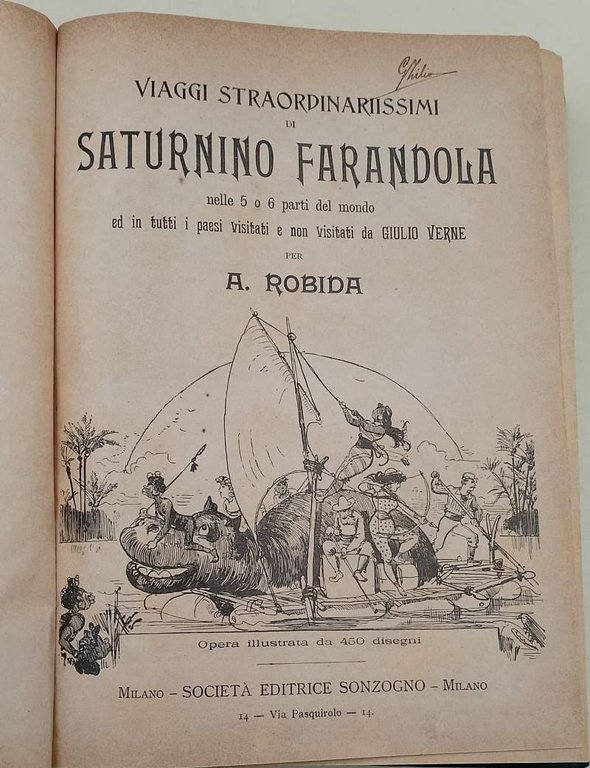 Ghilio
VIAGGI STRAORDINARIISSIMI
DI
SATURNINO FARANDOLA
nelle 5 o 6 parti del mondo
ed in tutti i paesi visitati e non visitati da GIULIO VERNE
PER
A. ROBIDA
Opera illustrata da 450 disegni
MILANO – SOCIETÀ EDITRICE SONZOGNO – MILANO
14 — Via Pasquirolo — 14.